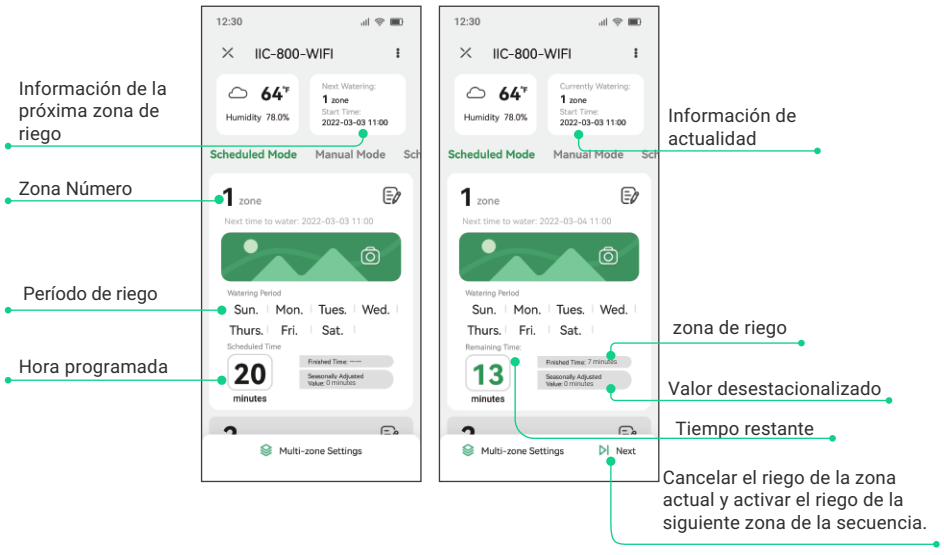 Información de la
próxima zona de
riego
Zona Número
Período de riego
Hora programada
12:30
IIC-800-WIFI
64°F
Humidity 78.0%
Next Watering:
1 zone
Start Time:
2022-03-03 11:00
Scheduled Mode Manual Mode Sch
1 zone
Next time to water: 2022-03-03 11:00
Watering Period
Sun. Mon. Tues. Wed.
Thurs. Fri. Sat.
Scheduled Time
20
minutes
Finished Time: -----
Seasonally Adjusted
Value: 0 minutes
2
Multi-zone Settings
12:30
IIC-800-WIFI
64°F
Humidity 78.0%
Currently Watering:
1 zone
Start Time:
2022-03-03 11:00
Scheduled Mode Manual Mode Sch
1 zone
Next time to water: 2022-03-04 11:00
Watering Period
Sun. Mon. Tues. Wed.
Thurs. Fri. Sat.
Remaining Time:
13
minutes
Finished Time: 7 minutes
Seasonally Adjusted
Value: 0 minutes
2
Multi-zone Settings
Next
Información de
actualidad
zona de riego
Valor desestacionalizado
Tiempo restante
Cancelar el riego de la zona
actual y activar el riego de la
siguiente zona de la secuencia.